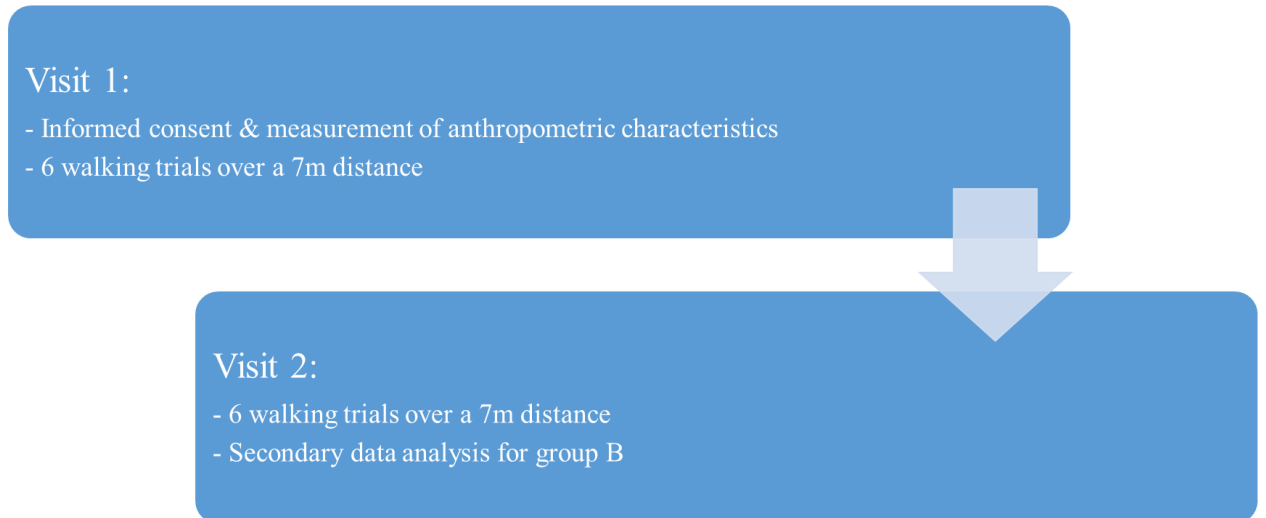 Visit 1:
- Informed consent & measurement of anthropometric characteristics
- 6 walking trials over a 7m distance
Visit 2:
- 6 walking trials over a 7m distance
- Secondary data analysis for group B